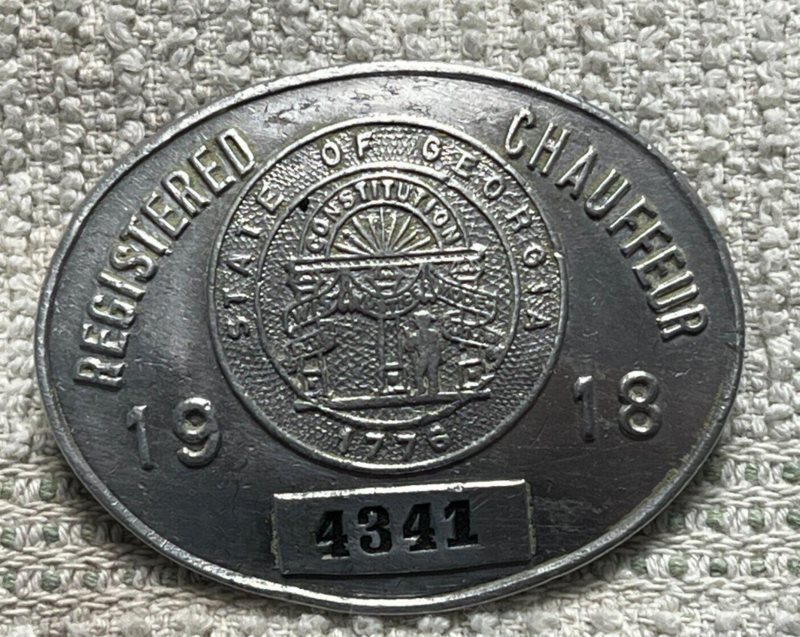 REGISTERED CHAUFFEUR
STATE OF GEORGIA
CONSTITUTION
1776
19 18
4341